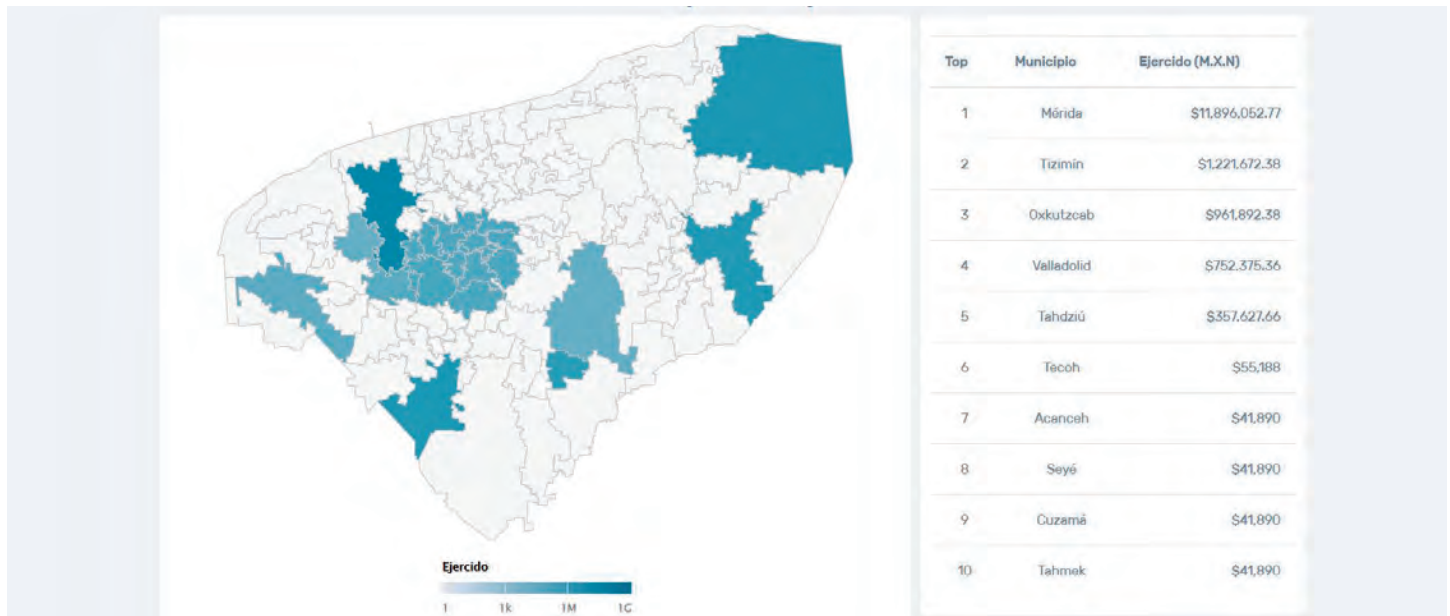 Top Municipio Ejercido (M.X.N)
1 Mérida $11,896,052.77
2 Tizimín $1,221,672.38
3 Oxkutzcab $961,892.38
4 Valladolid $752,375.36
5 Tahdziú $357,627.66
6 Tecoh $55,188
7 Acanceh $41,890
8 Seyé $41,890
9 Cuzamá $41,890
10 Tahmek $41,890
Ejercido
1 1k 1M 1G